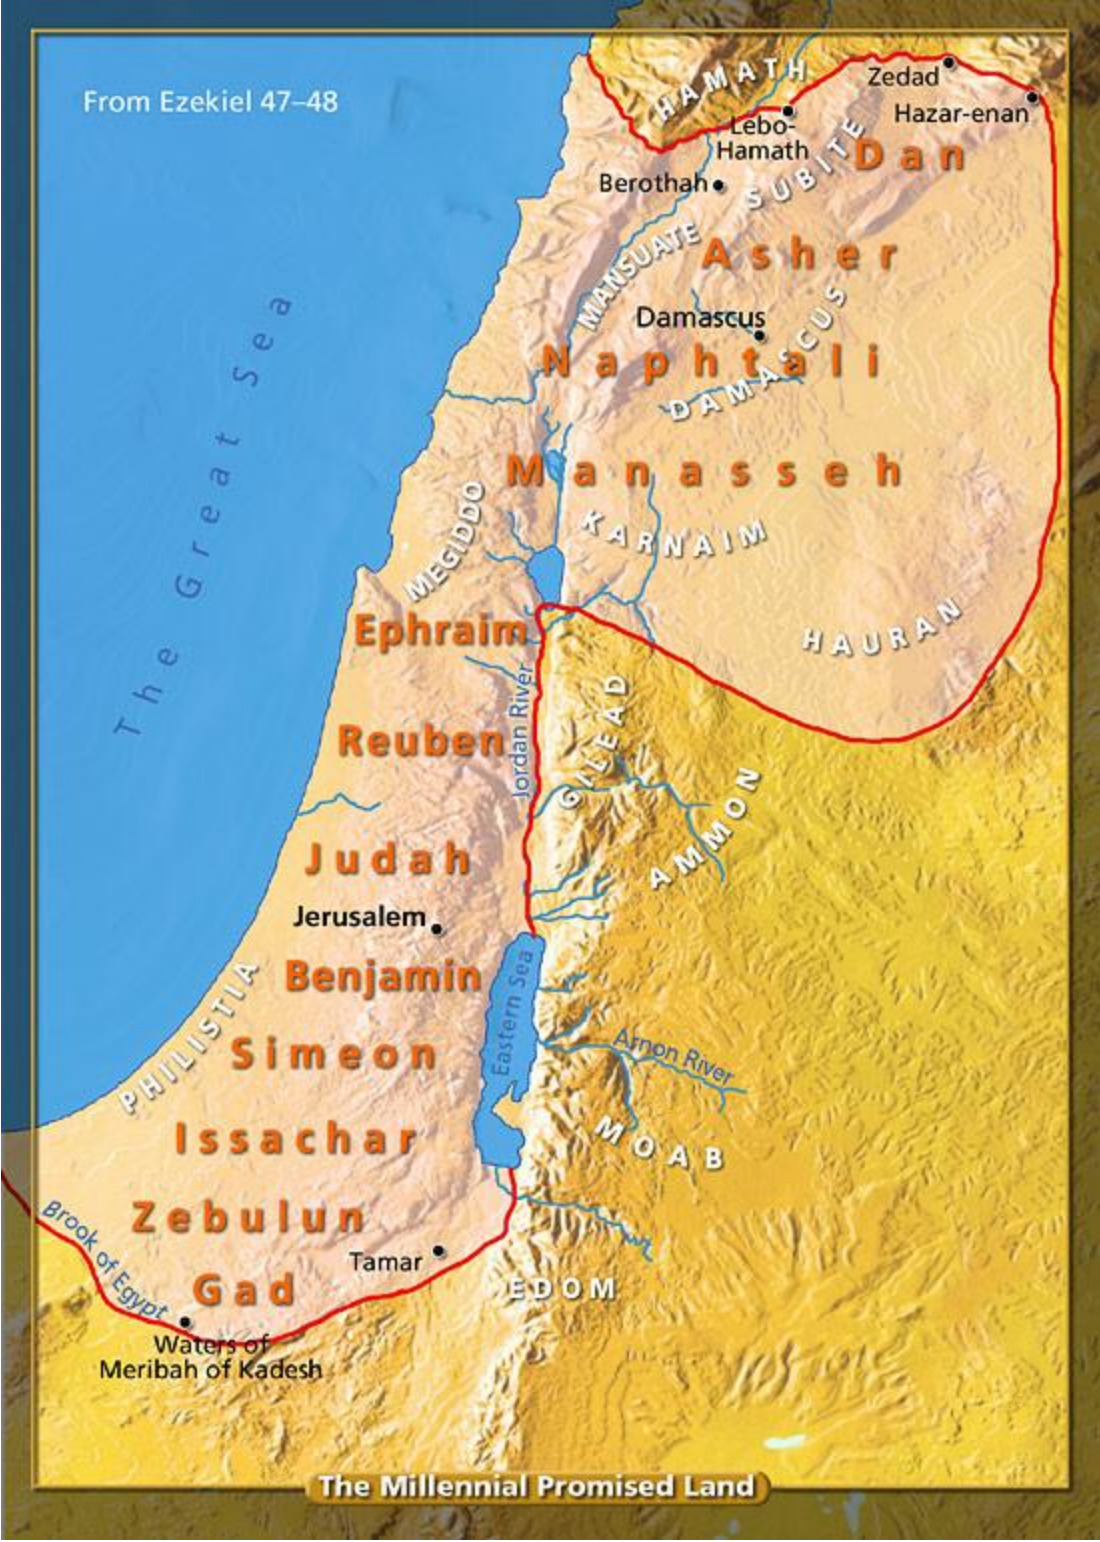 From Ezekiel 47–48
HAMATH
Zedad
Hazar-enan
Lebo-
Hamath
Dan
Berothah
SUBITE
MANSUATE
Asher
The Great Sea
Damascus
DAMASCUS
Naphtali
Manasseh
MEGIDDO
KARNAIM
HAURAN
Ephraim
Jordan River
GILEAD
Reuben
AMMON
Judah
Jerusalem
Benjamin
Eastern Sea
PHILISTIA
Simeon
Arnon River
Issachar
MOAB
Zebulun
Brook of Egypt
Tamar
Gad
EDOM
Waters of
Meribah of Kadesh
The Millennial Promised Land